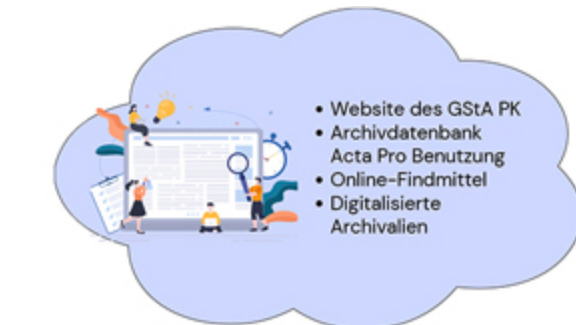 • Website des GStA PK
• Archivdatenbank
Acta Pro Benutzung
• Online-Findmittel
• Digitalisierte
Archivalien